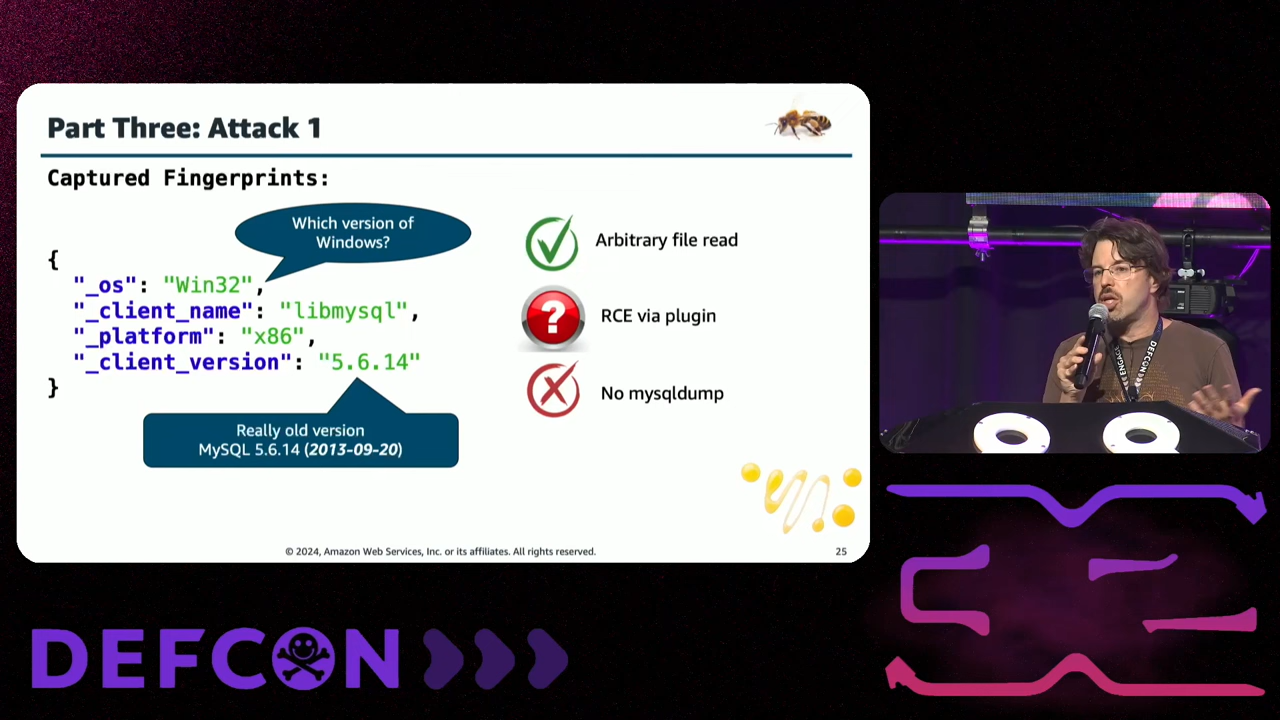 Part Three: Attack 1
Captured Fingerprints:
Which version of
Windows?
{
"_os": "Win32",
"_client_name": "libmysql",
"_platform": "x86",
"_client_version": "5.6.14"
}
Really old version
MySQL 5.6.14 (2013-09-20)
Arbitrary file read
?
RCE via plugin
No mysqldump
© 2024, Amazon Web Services, Inc. or its affiliates. All rights reserved.
25
DEFCON
ENGAGE
DEFCON